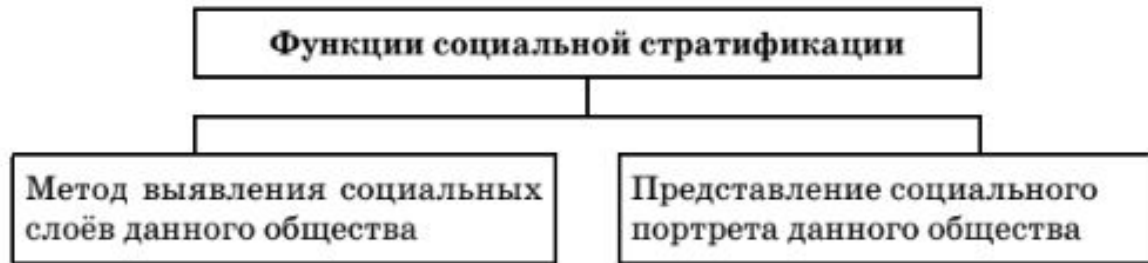 Функции социальной стратификации
Метод выявления социальных
слоёв данного общества
Представление социального
портрета данного общества